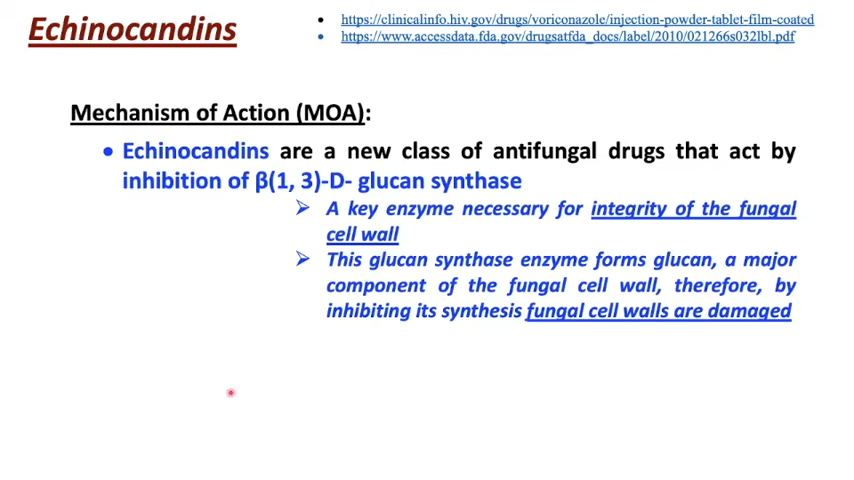 Echinocandins
• https://clinicalinfo.hiv.gov/drugs/voriconazole/injection-powder-tablet-film-coated
• https://www.accessdata.fda.gov/drugsatfda_docs/label/2010/021266s032lbl.pdf
Mechanism of Action (MOA):
• Echinocandins are a new class of antifungal drugs that act by
inhibition of β(1, 3)-D- glucan synthase
➢ A key enzyme necessary for integrity of the fungal
cell wall
➢ This glucan synthase enzyme forms glucan, a major
component of the fungal cell wall, therefore, by
inhibiting its synthesis fungal cell walls are damaged